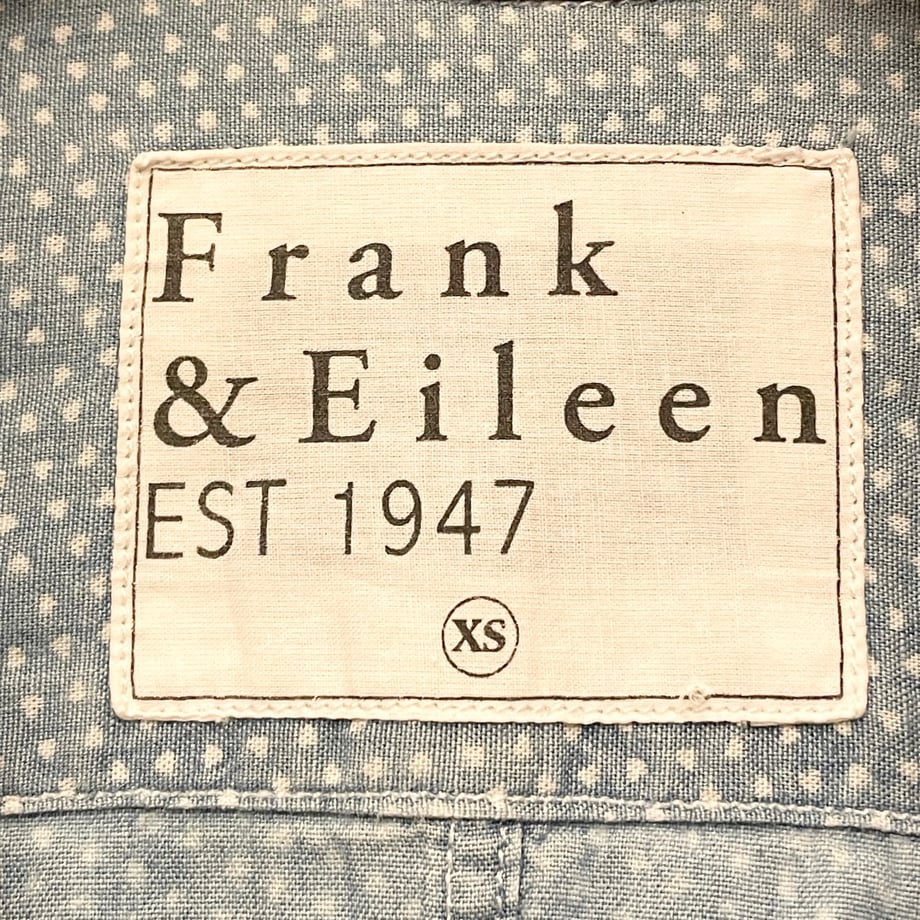 Frank
& Eileen
EST 1947
XS